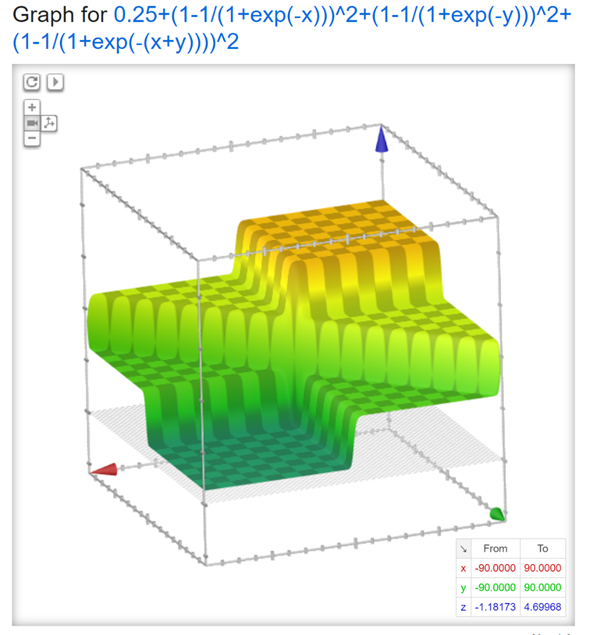 Graph for 0.25+(1-1/(1+exp(-x)))^2+(1-1/(1+exp(-y)))^2+
(1-1/(1+exp(-(x+y))))^2
From To
x -90.0000 90.0000
y -90.0000 90.0000
z -1.18173 4.69968